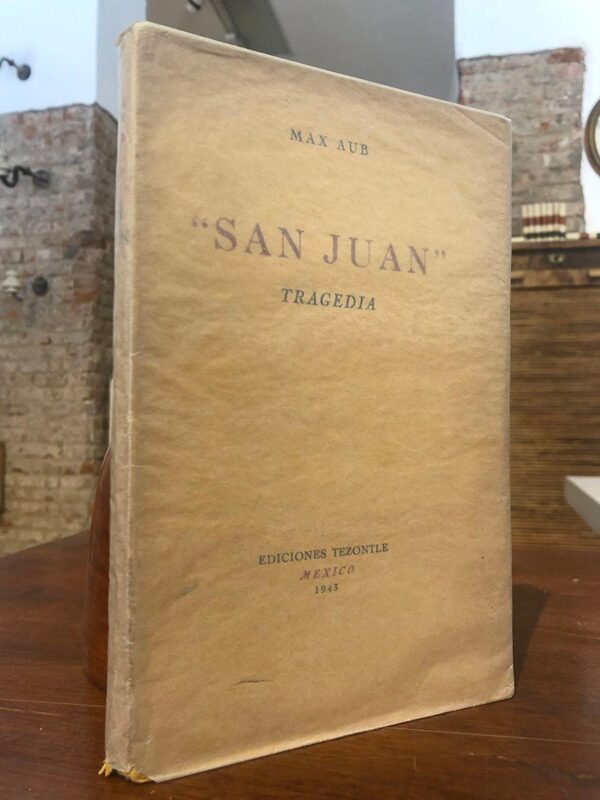 MAX AUB
“SAN JUAN”
TRAGEDIA
EDICIONES TEZONTLE
MEXICO
1943